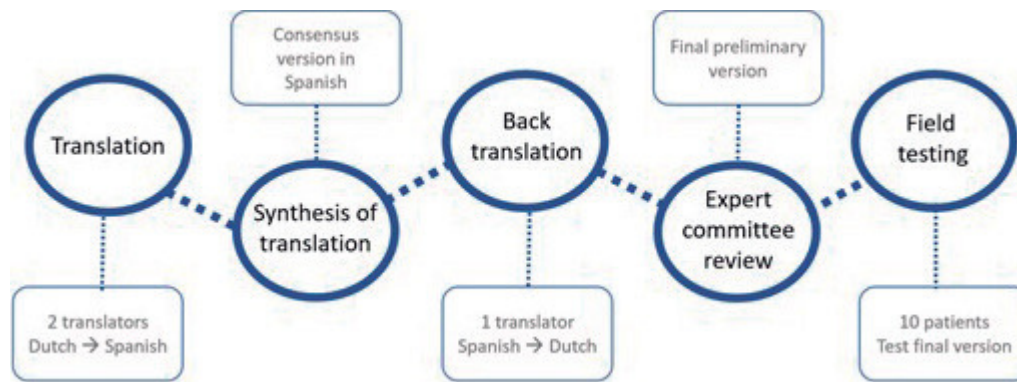 Consensus
version in
Spanish
Final preliminary
version
Translation
Back
translation
Field
testing
Synthesis of
translation
Expert
committee
review
2 translators
Dutch → Spanish
1 translator
Spanish → Dutch
10 patients
Test final version